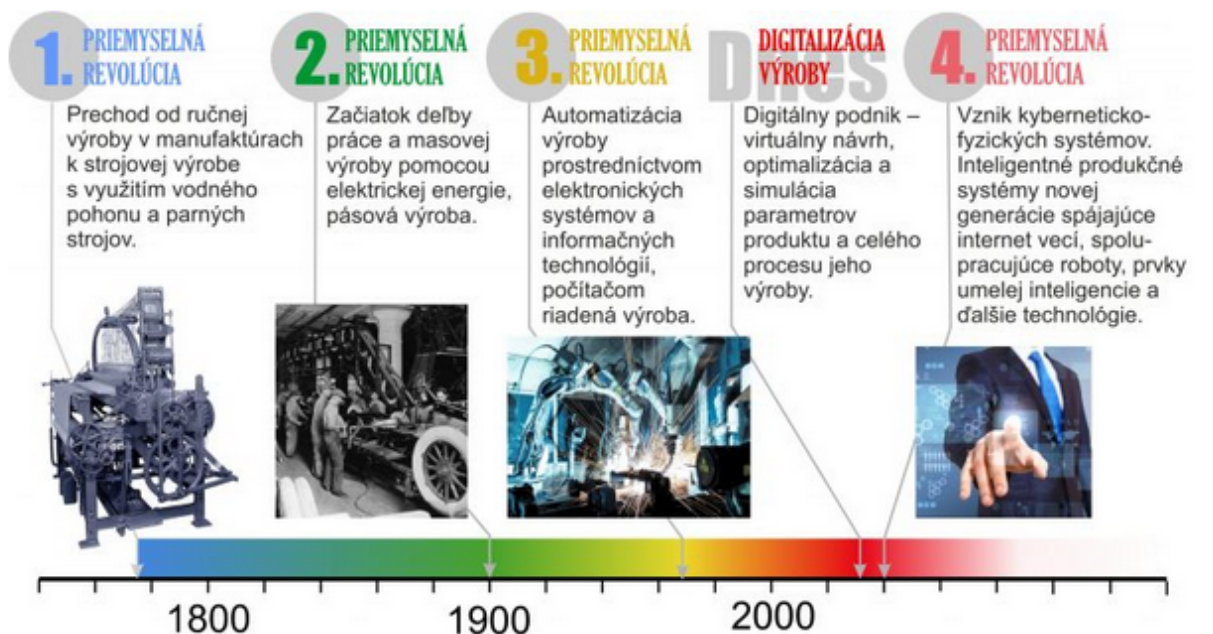 1. PRIEMYSELNÁ
REVOLÚCIA
Prechod od ručnej
výroby v manufaktúrach
k strojovej výrobe
s využitím vodného
pohonu a parných
strojov.
2. PRIEMYSELNÁ
REVOLÚCIA
Začiatok deľby
práce a masovej
výroby pomocou
elektrickej energie,
pásová výroba.
3. PRIEMYSELNÁ
REVOLÚCIA
Automatizácia
výroby
prostredníctvom
elektronických
systémov a
informačných
technológií,
počítačom
riadená výroba.
Dnes
DIGITALIZÁCIA
VÝROBY
Digitálny podnik –
virtuálny návrh,
optimalizácia a
simulácia
parametrov
produktu a celého
procesu jeho
výroby.
4. PRIEMYSELNÁ
REVOLÚCIA
Vznik kyberneticko-
fyzických systémov.
Inteligentné produkčné
systémy novej
generácie spájajúce
internet vecí, spolu-
pracujúce roboty, prvky
umelej inteligencie a
ďalšie technológie.
1800
1900
2000